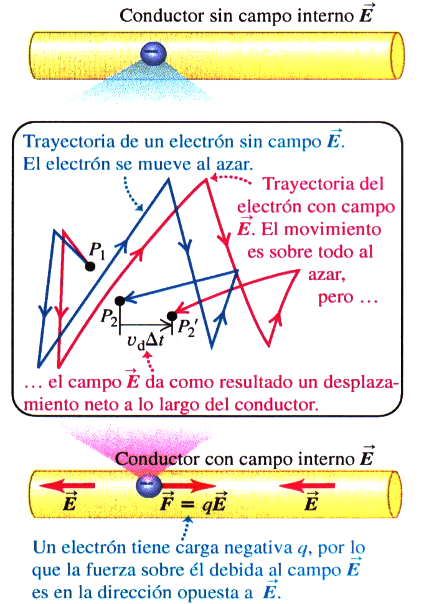 Conductor sin campo interno E⃗
Trayectoria de un electrón sin campo E⃗.
El electrón se mueve al azar.
Trayectoria del
electrón con campo
E⃗. El movimiento
es sobre todo al
azar,
pero …
P₁
P₂
P₂′
v_dΔt
… el campo E⃗ da como resultado un desplaza-
miento neto a lo largo del conductor.
Conductor con campo interno E⃗
E⃗
F⃗ = qE⃗
E⃗
Un electrón tiene carga negativa q, por lo
que la fuerza sobre él debida al campo E⃗
es en la dirección opuesta a E⃗.